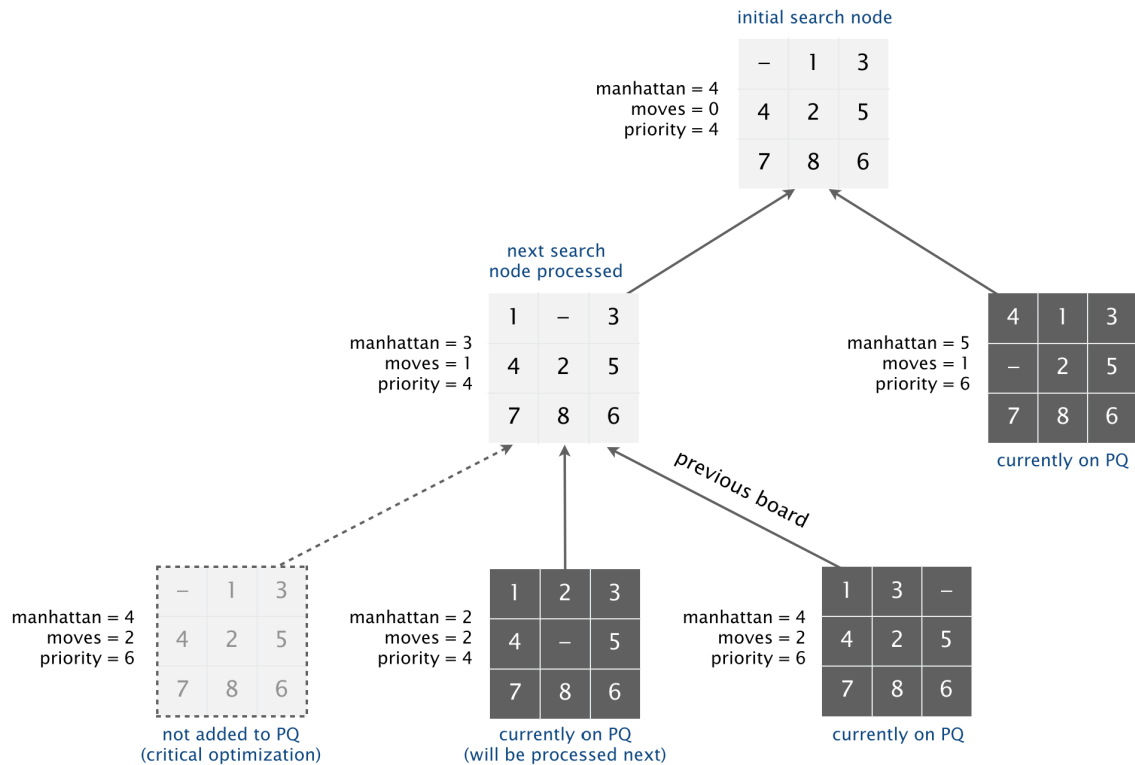 initial search node
– 1 3
4 2 5
7 8 6
manhattan = 4
moves = 0
priority = 4
next search
node processed
1 – 3
4 2 5
7 8 6
manhattan = 3
moves = 1
priority = 4
4 1 3
– 2 5
7 8 6
manhattan = 5
moves = 1
priority = 6
currently on PQ
previous board
– 1 3
4 2 5
7 8 6
manhattan = 4
moves = 2
priority = 6
not added to PQ
(critical optimization)
1 2 3
4 – 5
7 8 6
manhattan = 2
moves = 2
priority = 4
currently on PQ
(will be processed next)
1 3 –
4 2 5
7 8 6
manhattan = 4
moves = 2
priority = 6
currently on PQ